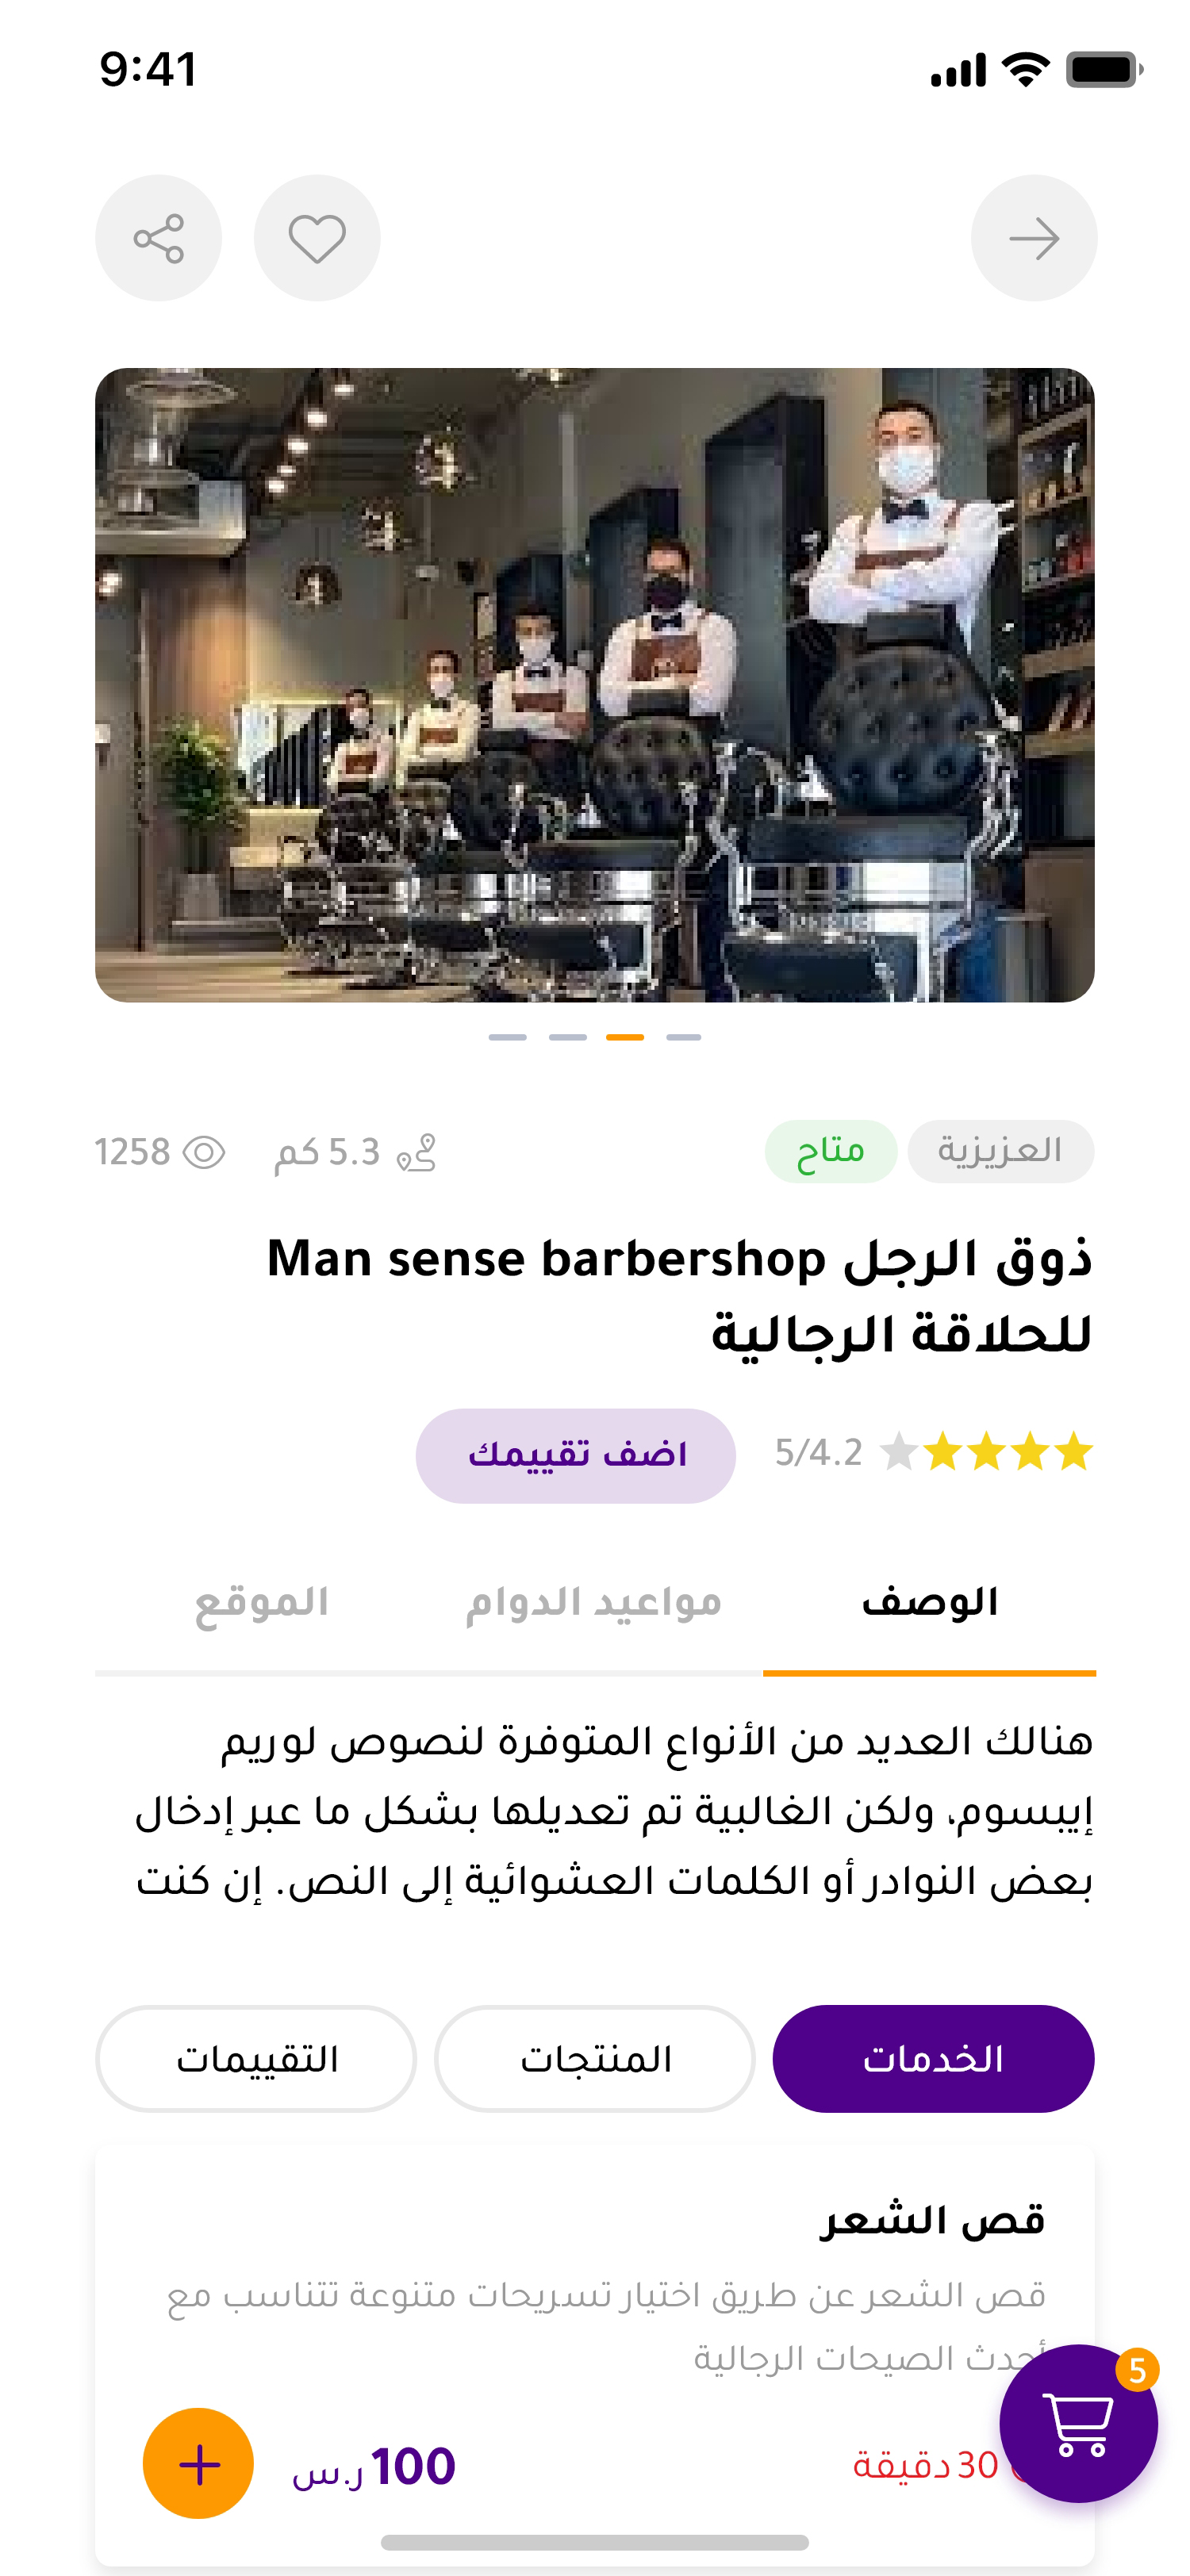 9:41
العزيزية
متاح
5.3 كم
1258
ذوق الرجل Man sense barbershop
للحلاقة الرجالية
5/4.2
اضف تقييمك
الوصف
مواعيد الدوام
الموقع
هنالك العديد من الأنواع المتوفرة لنصوص لوريم
إيبسوم، ولكن الغالبية تم تعديلها بشكل ما عبر إدخال
بعض النوادر أو الكلمات العشوائية إلى النص. إن كنت
الخدمات
المنتجات
التقييمات
قص الشعر
قص الشعر عن طريق اختيار تسريحات متنوعة تتناسب مع
أحدث الصيحات الرجالية
5
30 دقيقة
100 ر.س